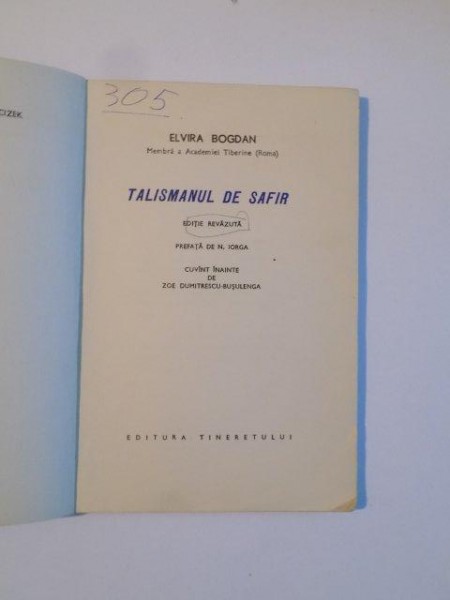 CIZEK
305
ELVIRA BOGDAN
Membră a Academiei Tiberine (Roma)
TALISMANUL DE SAFIR
EDIȚIE REVĂZUTĂ
PREFAȚĂ DE N. IORGA
CUVÎNT ÎNAINTE
DE
ZOE DUMITRESCU-BUȘULENGA
EDITURA TINERETULUI